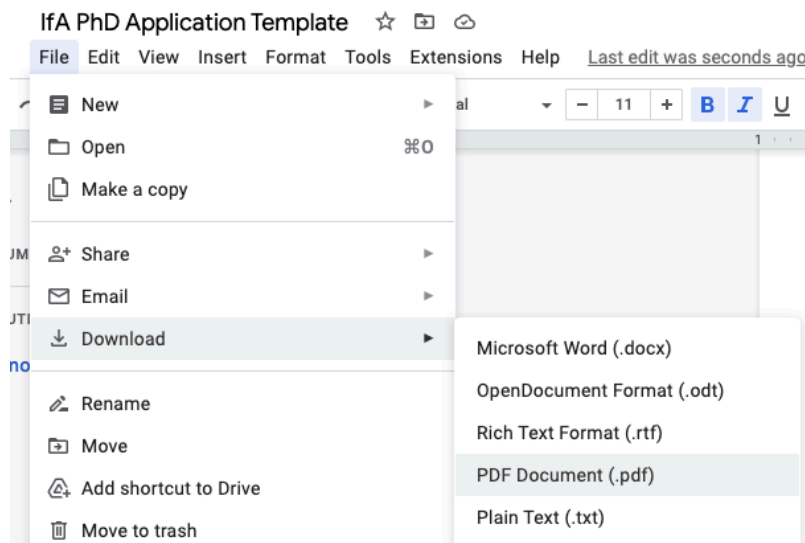 IfA PhD Application Template
File Edit View Insert Format Tools Extensions Help Last edit was seconds ago
New al 11 B I U
1
Open ⌘O
Make a copy
Share
Email
Download
Microsoft Word (.docx)
OpenDocument Format (.odt)
Rename
Rich Text Format (.rtf)
Move
PDF Document (.pdf)
Add shortcut to Drive
Plain Text (.txt)
Move to trash